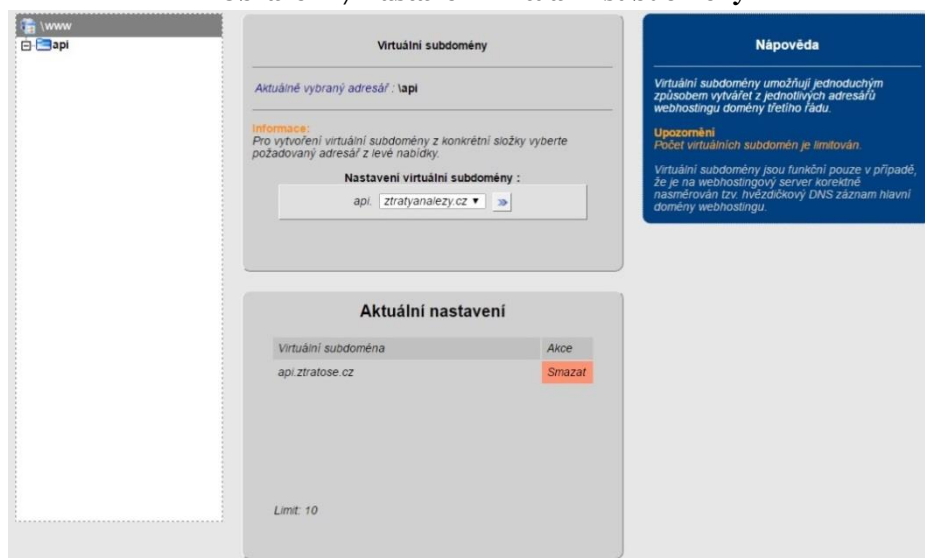 \www
api
Virtuální subdomény
Aktuálně vybraný adresář : \api
Informace:
Pro vytvoření virtuální subdomény z konkrétní složky vyberte
požadovaný adresář z levé nabídky.
Nastavení virtuální subdomény :
api. ztratyanalezy.cz
Aktuální nastavení
Virtuální subdoména Akce
api.ztratose.cz Smazat
Limit: 10
Nápověda
Virtuální subdomény umožňují jednoduchým
způsobem vytvářet z jednotlivých adresářů
webhostingu domény třetího řádu.
Upozornění
Počet virtuálních subdomén je limitován.
Virtuální subdomény jsou funkční pouze v případě,
že je na webhostingový server korektně
nasměrován tzv. hvězdičkový DNS záznam hlavní
domény webhostingu.